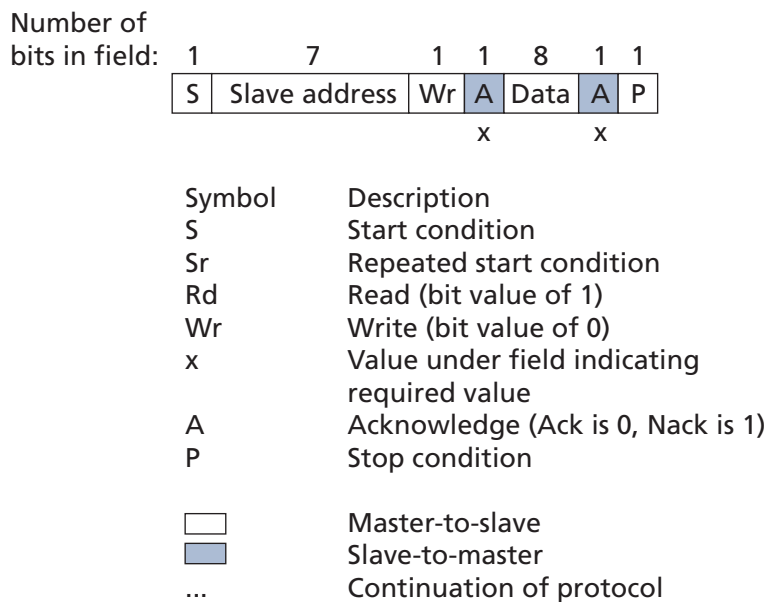 Number of
bits in field: 1 7 1 1 8 1 1
S Slave address Wr A Data A P
x x
Symbol Description
S Start condition
Sr Repeated start condition
Rd Read (bit value of 1)
Wr Write (bit value of 0)
x Value under field indicating
required value
A Acknowledge (Ack is 0, Nack is 1)
P Stop condition
Master-to-slave
Slave-to-master
... Continuation of protocol